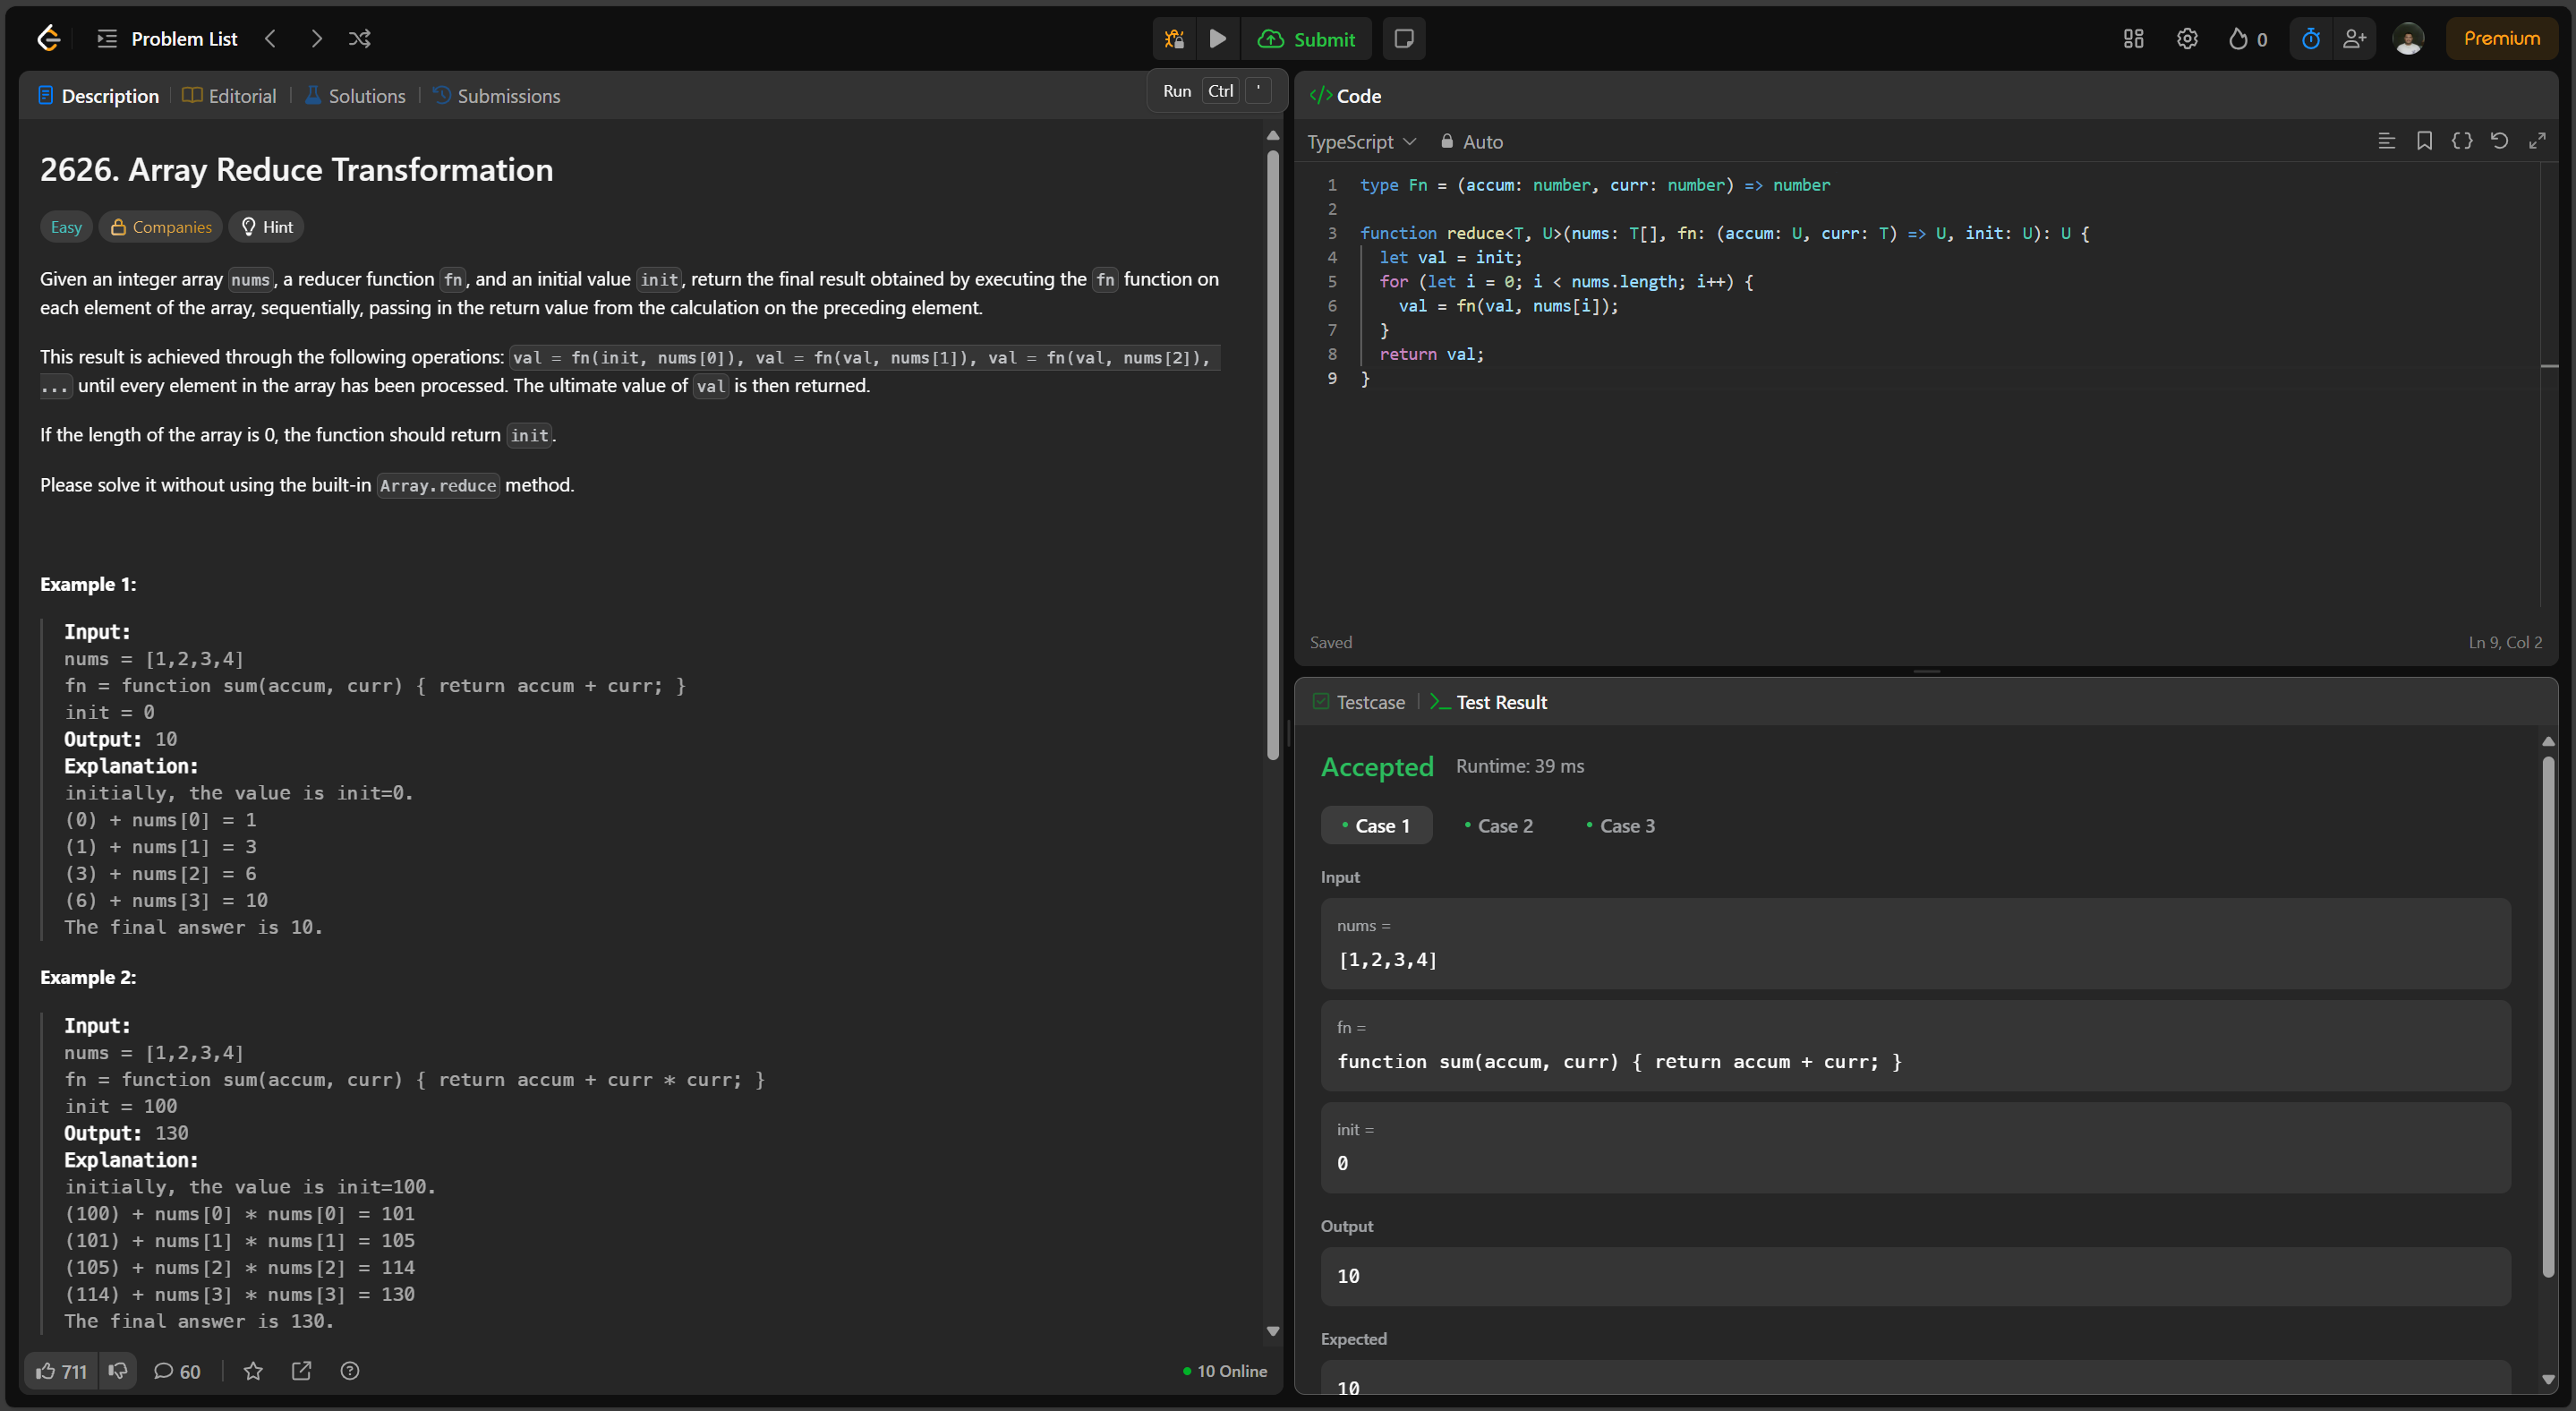 Problem List
Submit
0
Premium
Description
Editorial
Solutions
Submissions
Run Ctrl '
2626. Array Reduce Transformation
Easy
Companies
Hint
Given an integer array nums, a reducer function fn, and an initial value init, return the final result obtained by executing the fn function on
each element of the array, sequentially, passing in the return value from the calculation on the preceding element.
This result is achieved through the following operations: val = fn(init, nums[0]), val = fn(val, nums[1]), val = fn(val, nums[2]),
... until every element in the array has been processed. The ultimate value of val is then returned.
If the length of the array is 0, the function should return init.
Please solve it without using the built-in Array.reduce method.
Example 1:
Input:
nums = [1,2,3,4]
fn = function sum(accum, curr) { return accum + curr; }
init = 0
Output: 10
Explanation:
initially, the value is init=0.
(0) + nums[0] = 1
(1) + nums[1] = 3
(3) + nums[2] = 6
(6) + nums[3] = 10
The final answer is 10.
Example 2:
Input:
nums = [1,2,3,4]
fn = function sum(accum, curr) { return accum + curr * curr; }
init = 100
Output: 130
Explanation:
initially, the value is init=100.
(100) + nums[0] * nums[0] = 101
(101) + nums[1] * nums[1] = 105
(105) + nums[2] * nums[2] = 114
(114) + nums[3] * nums[3] = 130
The final answer is 130.
711
60
10 Online
</> Code
TypeScript
Auto
1 type Fn = (accum: number, curr: number) => number
2
3 function reduce<T, U>(nums: T[], fn: (accum: U, curr: T) => U, init: U): U {
4 let val = init;
5 for (let i = 0; i < nums.length; i++) {
6 val = fn(val, nums[i]);
7 }
8 return val;
9 }
Saved
Ln 9, Col 2
Testcase
>_ Test Result
Accepted
Runtime: 39 ms
Case 1
Case 2
Case 3
Input
nums =
[1,2,3,4]
fn =
function sum(accum, curr) { return accum + curr; }
init =
0
Output
10
Expected
10